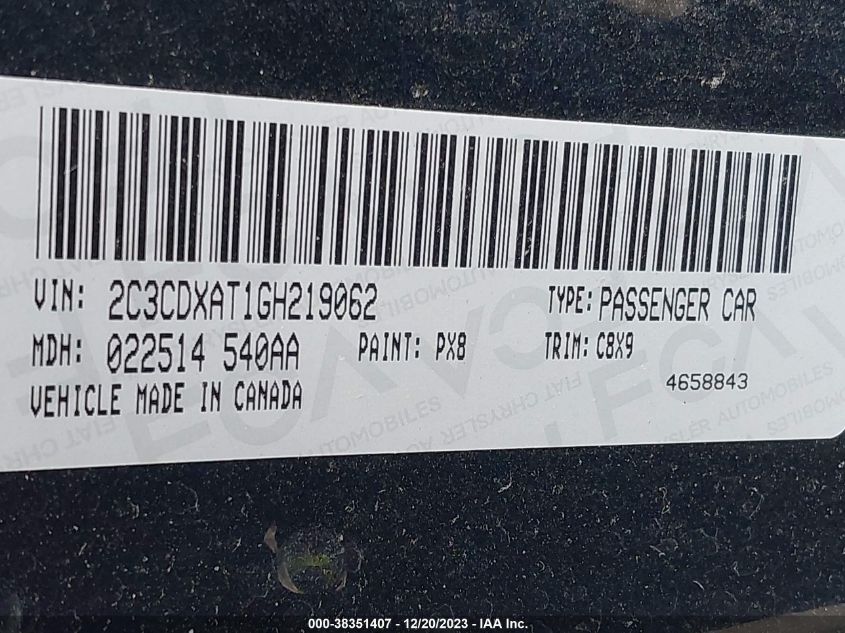 VIN: 2C3CDXAT1GH219062 TYPE: PASSENGER CAR
MDH: 022514 540AA PAINT: PX8 TRIM: C8X9
VEHICLE MADE IN CANADA 4658843
000-38351407 - 12/20/2023 - IAA Inc.